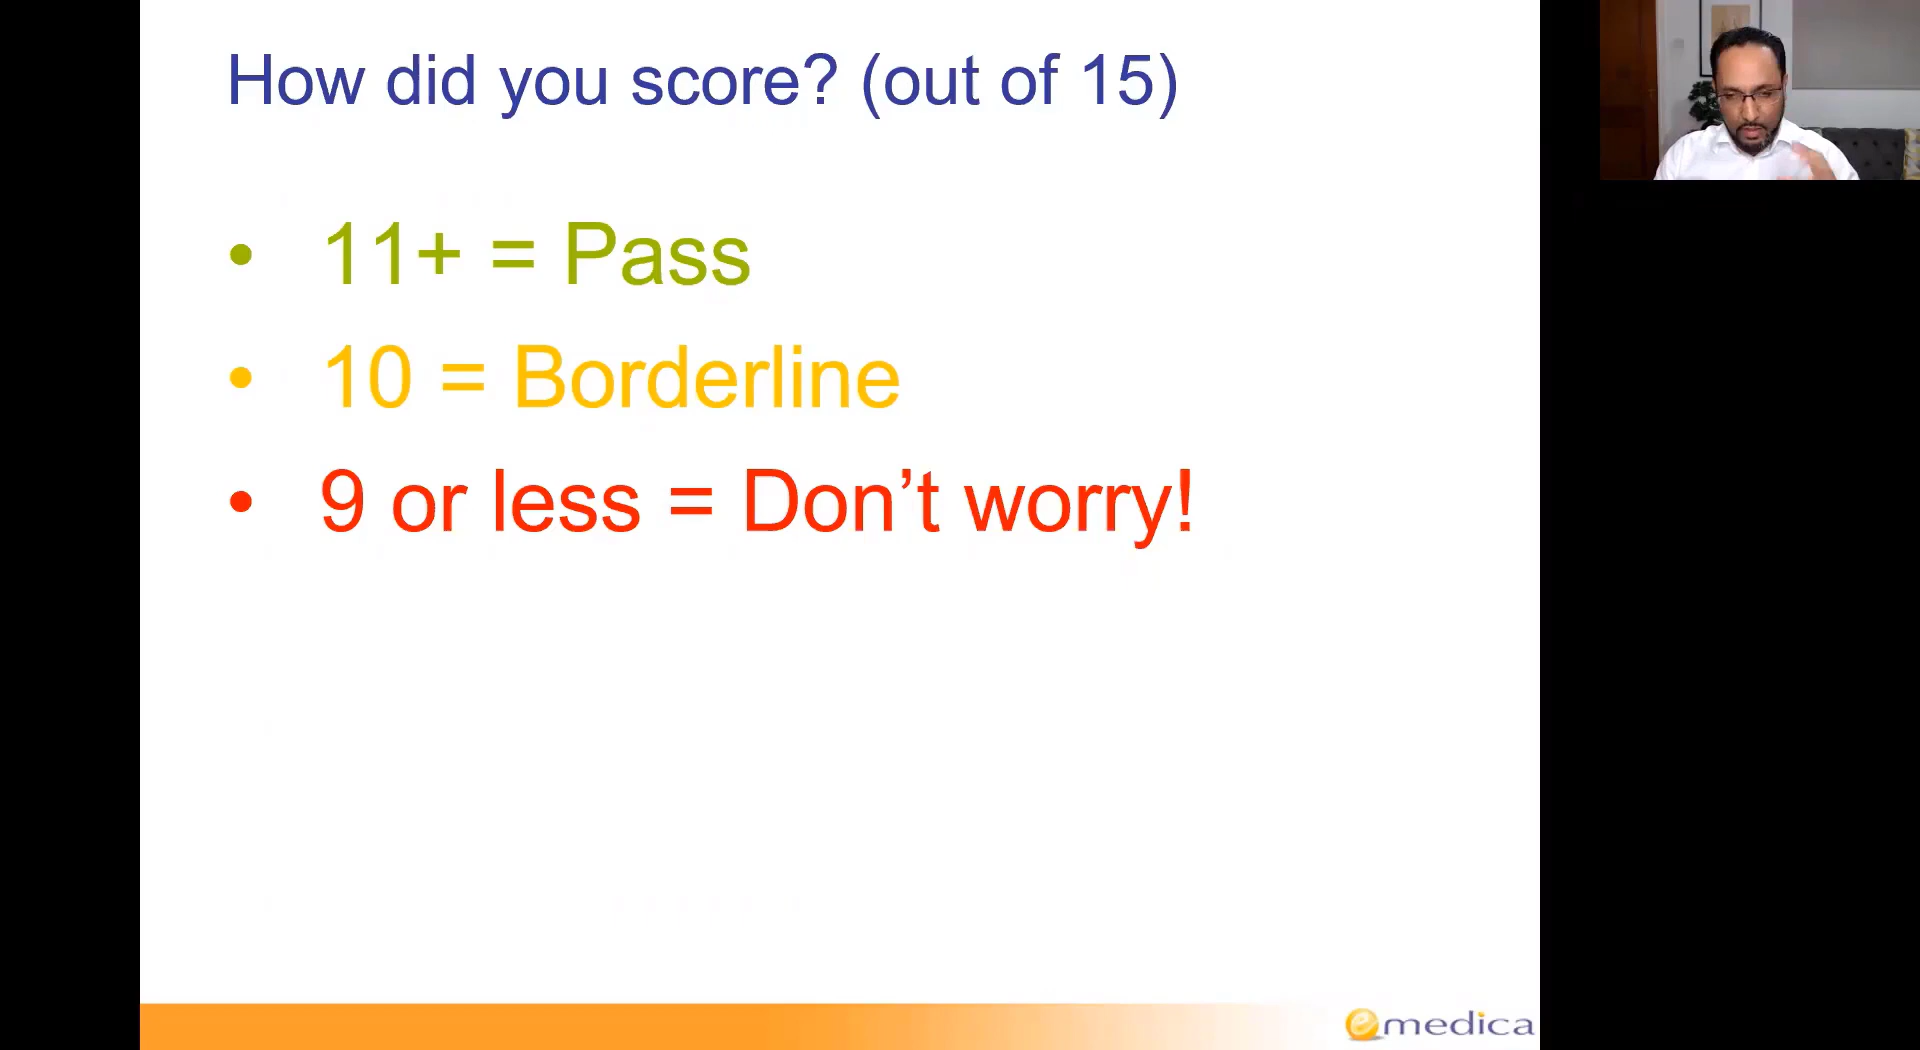 How did you score? (out of 15)
• 11+ = Pass
• 10 = Borderline
• 9 or less = Don’t worry!
emedica